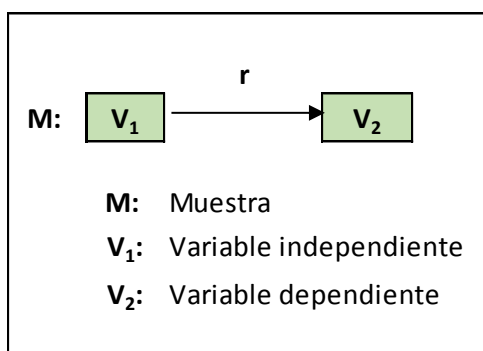 r
M: V₁ V₂
M: Muestra
V₁: Variable independiente
V₂: Variable dependiente